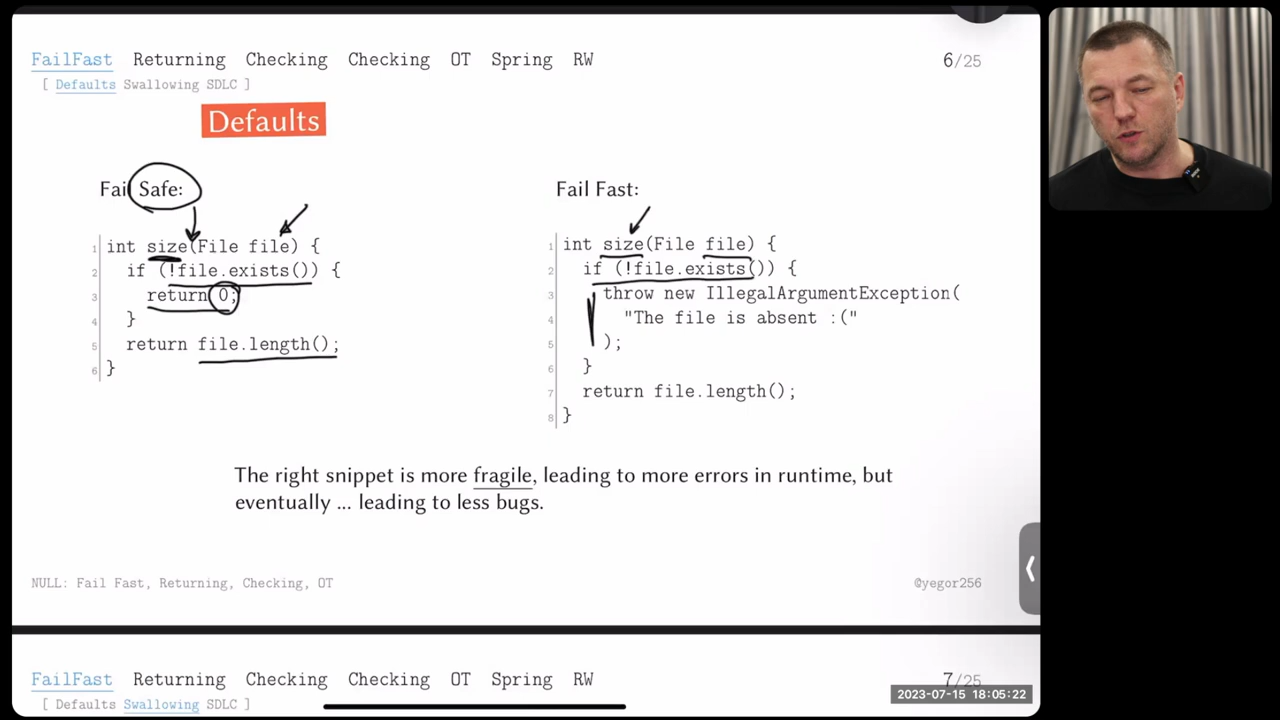 FailFast Returning Checking Checking OT Spring RW 6/25
[ Defaults Swallowing SDLC ]
Defaults
Fail Safe:
1 int size(File file) {
2 if (!file.exists()) {
3 return 0;
4 }
5 return file.length();
6 }
Fail Fast:
1 int size(File file) {
2 if (!file.exists()) {
3 throw new IllegalArgumentException(
4 "The file is absent :("
5 );
6 }
7 return file.length();
8 }
The right snippet is more fragile, leading to more errors in runtime, but
eventually ... leading to less bugs.
NULL: Fail Fast, Returning, Checking, OT @yegor256
FailFast Returning Checking Checking OT Spring RW 7/25
[ Defaults Swallowing SDLC ]
2023-07-15 18:05:22